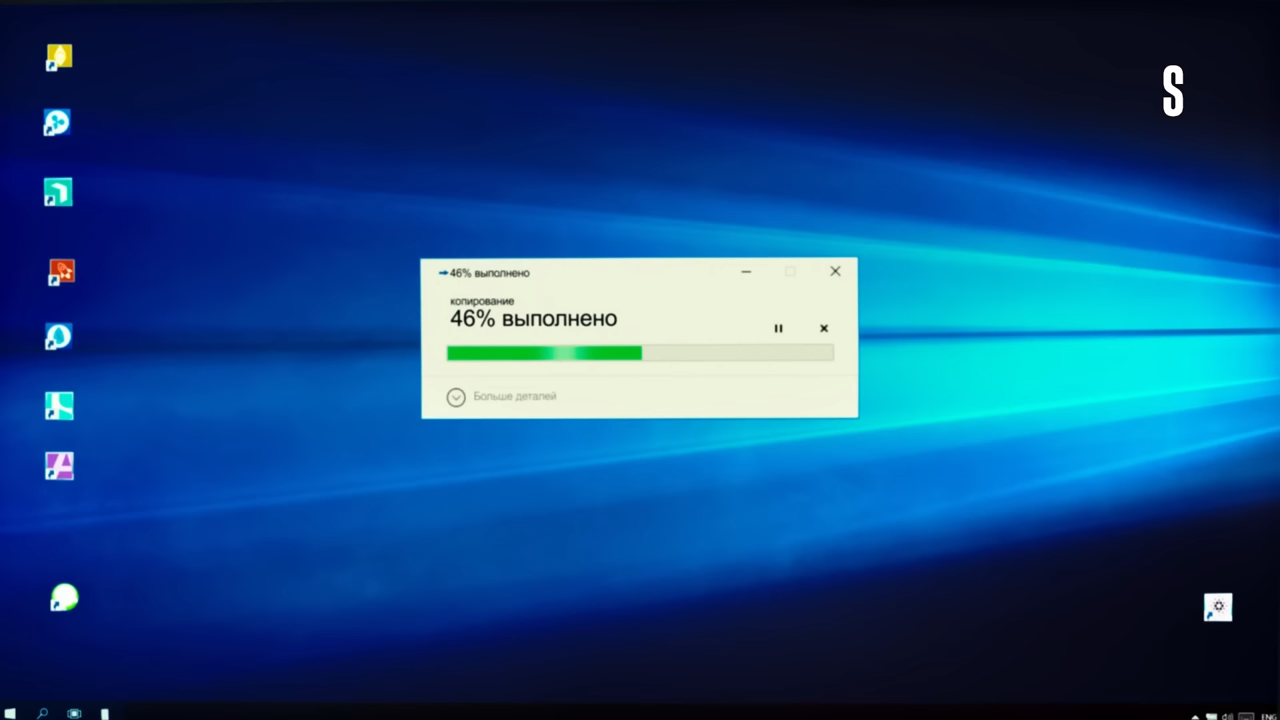 S
46% выполнено
копирование
46% выполнено
Больше деталей
ENG